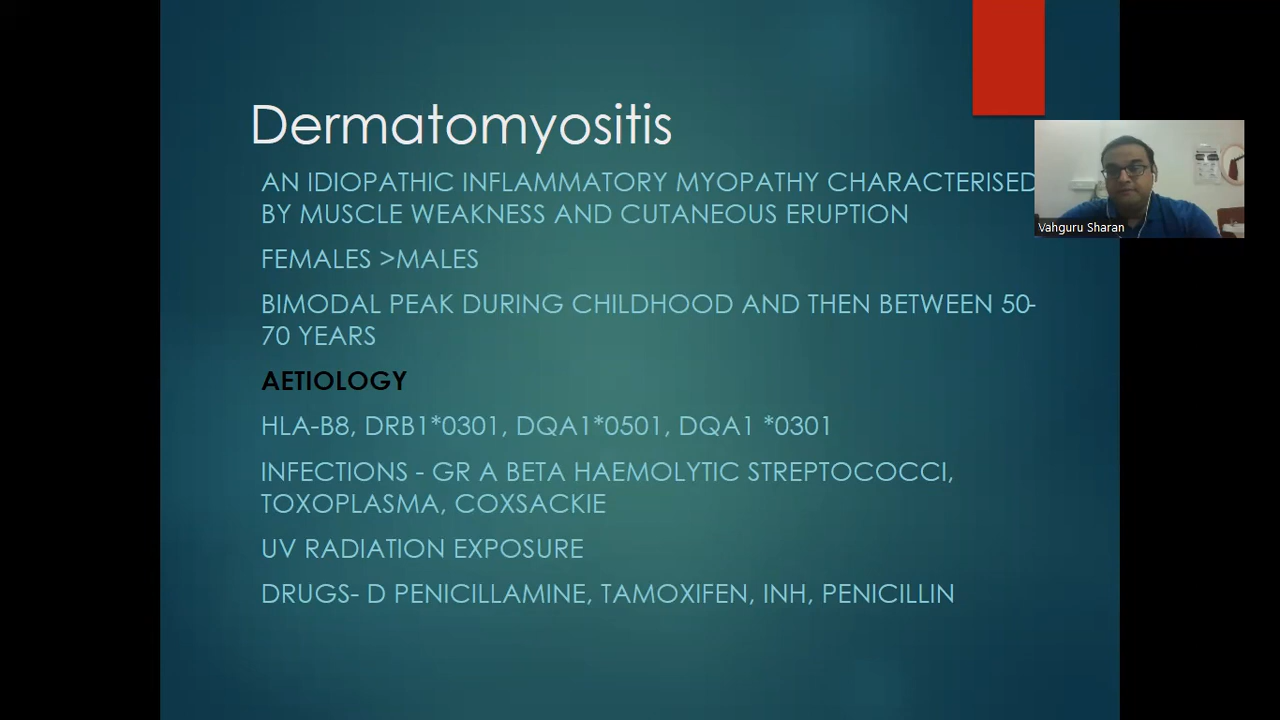 Dermatomyositis
AN IDIOPATHIC INFLAMMATORY MYOPATHY CHARACTERISED
BY MUSCLE WEAKNESS AND CUTANEOUS ERUPTION
FEMALES >MALES
BIMODAL PEAK DURING CHILDHOOD AND THEN BETWEEN 50-
70 YEARS
AETIOLOGY
HLA-B8, DRB1*0301, DQA1*0501, DQA1 *0301
INFECTIONS - GR A BETA HAEMOLYTIC STREPTOCOCCI,
TOXOPLASMA, COXSACKIE
UV RADIATION EXPOSURE
DRUGS- D PENICILLAMINE, TAMOXIFEN, INH, PENICILLIN
Vahguru Sharan